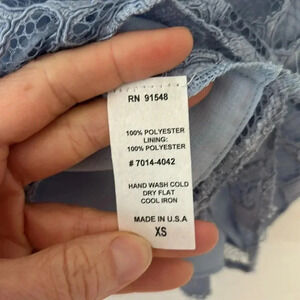 RN 91548
100% POLYESTER
LINING:
100% POLYESTER
# 7014-4042
HAND WASH COLD
DRY FLAT
COOL IRON
MADE IN U.S.A
XS